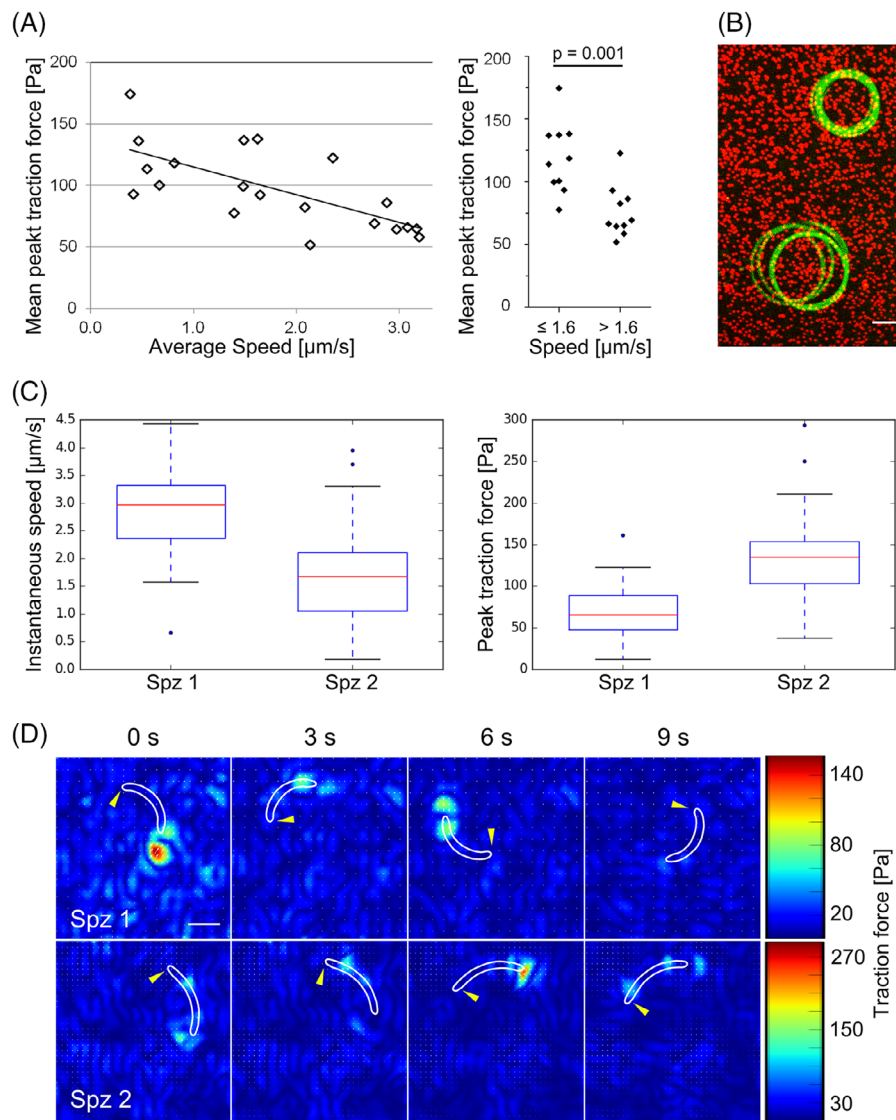 (A)
Mean peakt traction force [Pa]
200
150
100
50
0
0.0 1.0 2.0 3.0
Average Speed [µm/s]
Mean peakt traction force [Pa]
200
150
100
50
0
p = 0.001
≤ 1.6 > 1.6
Speed [µm/s]
(B)
(C)
Instantaneous speed [µm/s]
4.5
4.0
3.5
3.0
2.5
2.0
1.5
1.0
0.5
0.0
Spz 1 Spz 2
Peak traction force [Pa]
300
250
200
150
100
50
0
Spz 1 Spz 2
(D)
0 s 3 s 6 s 9 s
Spz 1
140
80
20
Spz 2
270
150
30
Traction force [Pa]